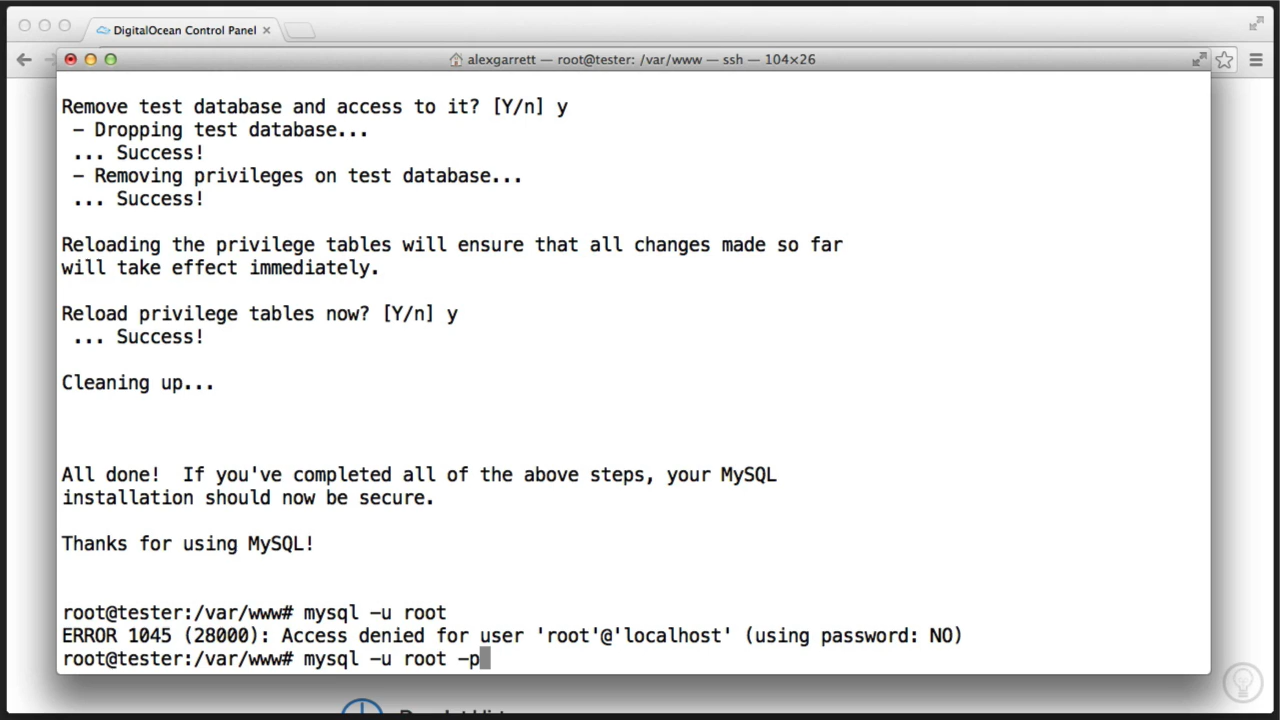 DigitalOcean Control Panel
alexgarrett — root@tester: /var/www — ssh — 104×26
Remove test database and access to it? [Y/n] y
 - Dropping test database...
 ... Success!
 - Removing privileges on test database...
 ... Success!
Reloading the privilege tables will ensure that all changes made so far
will take effect immediately.
Reload privilege tables now? [Y/n] y
 ... Success!
Cleaning up...
All done!  If you've completed all of the above steps, your MySQL
installation should now be secure.
Thanks for using MySQL!
root@tester:/var/www# mysql -u root
ERROR 1045 (28000): Access denied for user 'root'@'localhost' (using password: NO)
root@tester:/var/www# mysql -u root -p